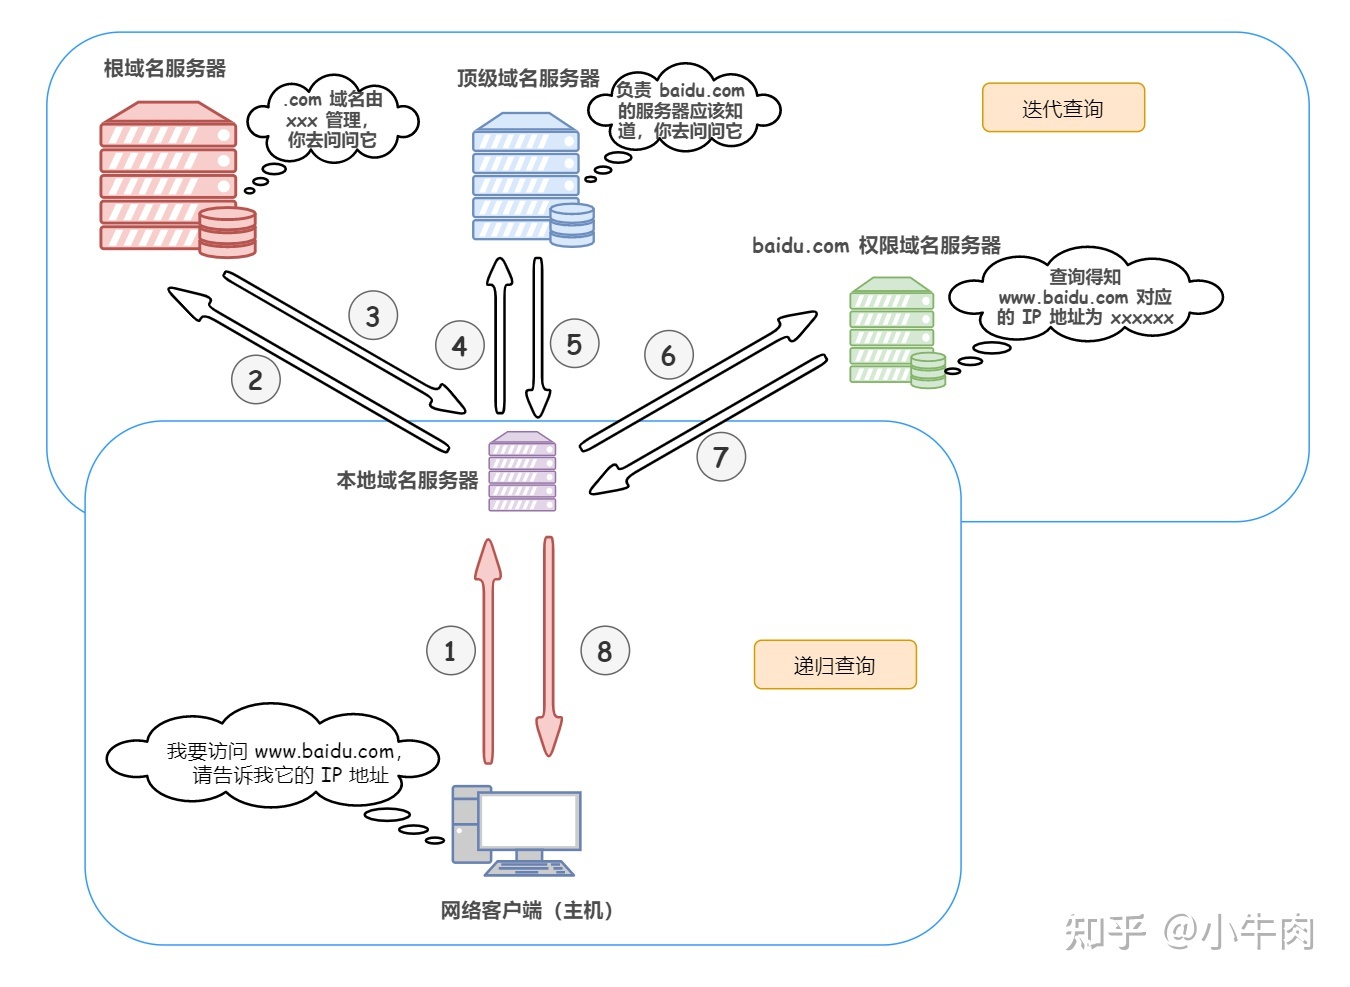 根域名服务器
.com 域名由
xxx 管理，
你去问问它
顶级域名服务器
负责 baidu.com
的服务器应该知
道，你去问问它
迭代查询
baidu.com 权限域名服务器
查询得知
www.baidu.com 对应
的 IP 地址为 xxxxxx
3
4
5
6
2
7
本地域名服务器
1
8
递归查询
我要访问 www.baidu.com，
请告诉我它的 IP 地址
网络客户端（主机）
知乎 @小牛肉